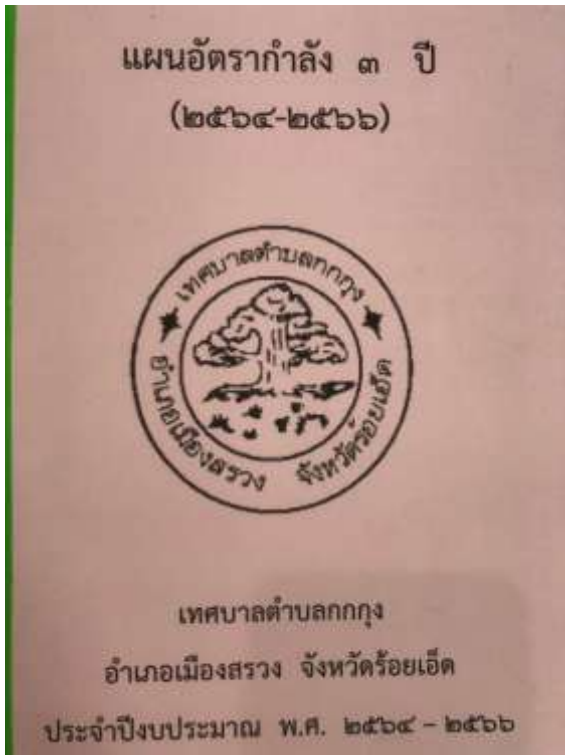 แผนอัตรากำลัง ๓ ปี
(๒๕๖๔-๒๕๖๖)
เทศบาลตำบลกกกุง
อำเภอเมืองสรวง จังหวัดร้อยเอ็ด
เทศบาลตำบลกกกุง
อำเภอเมืองสรวง จังหวัดร้อยเอ็ด
ประจำปีงบประมาณ พ.ศ. ๒๕๖๔ – ๒๕๖๖